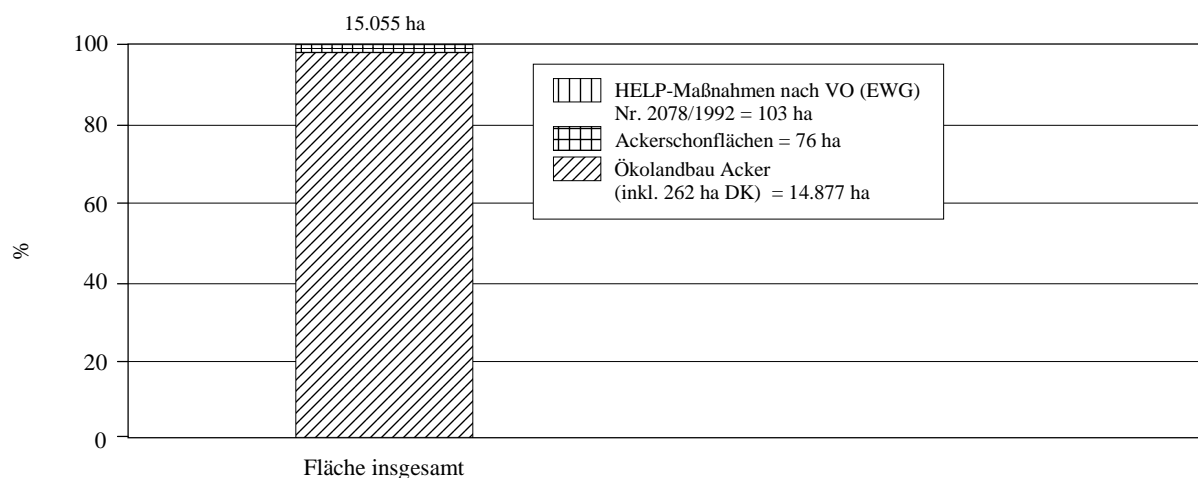 15.055 ha
100
80
60
40
20
0
%
HELP-Maßnahmen nach VO (EWG)
Nr. 2078/1992 = 103 ha
Ackerschonflächen = 76 ha
Ökolandbau Acker
(inkl. 262 ha DK) = 14.877 ha
Fläche insgesamt